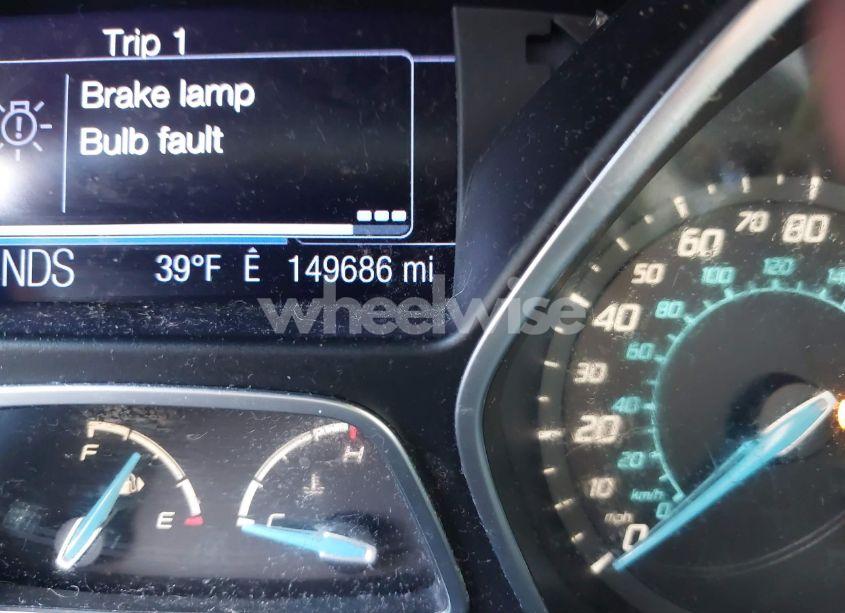 Trip 1
Brake lamp
Bulb fault
NDS 39°F Ê 149686 mi
wheelwise
F
E
C
H
0 10 20 30 40 50 60 70 80
mph
0 20 40 60 80 100 120
km/h